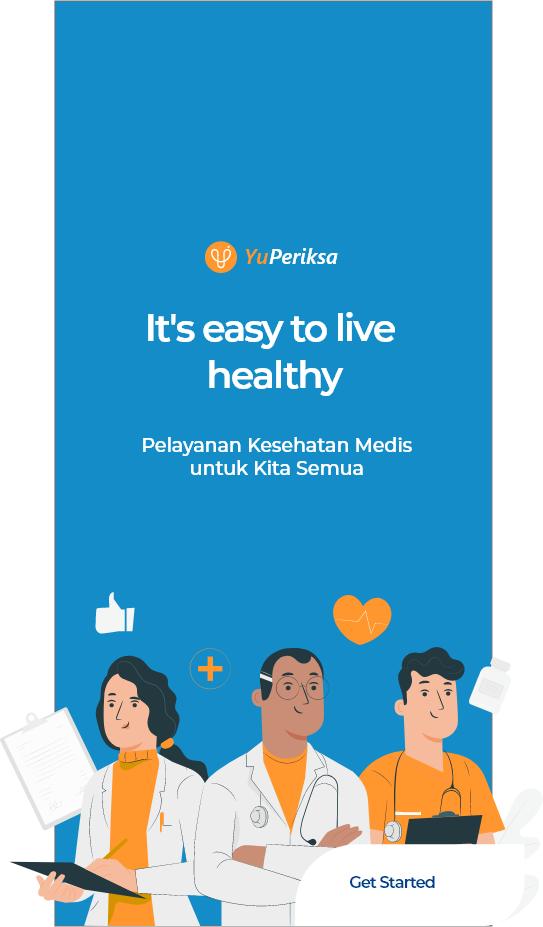 YuPeriksa
It's easy to live
healthy
Pelayanan Kesehatan Medis
untuk Kita Semua
Get Started